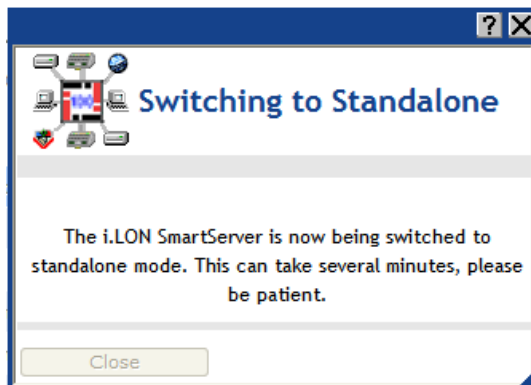 ?
X
100
Switching to Standalone
The i.LON SmartServer is now being switched to
standalone mode. This can take several minutes, please
be patient.
Close